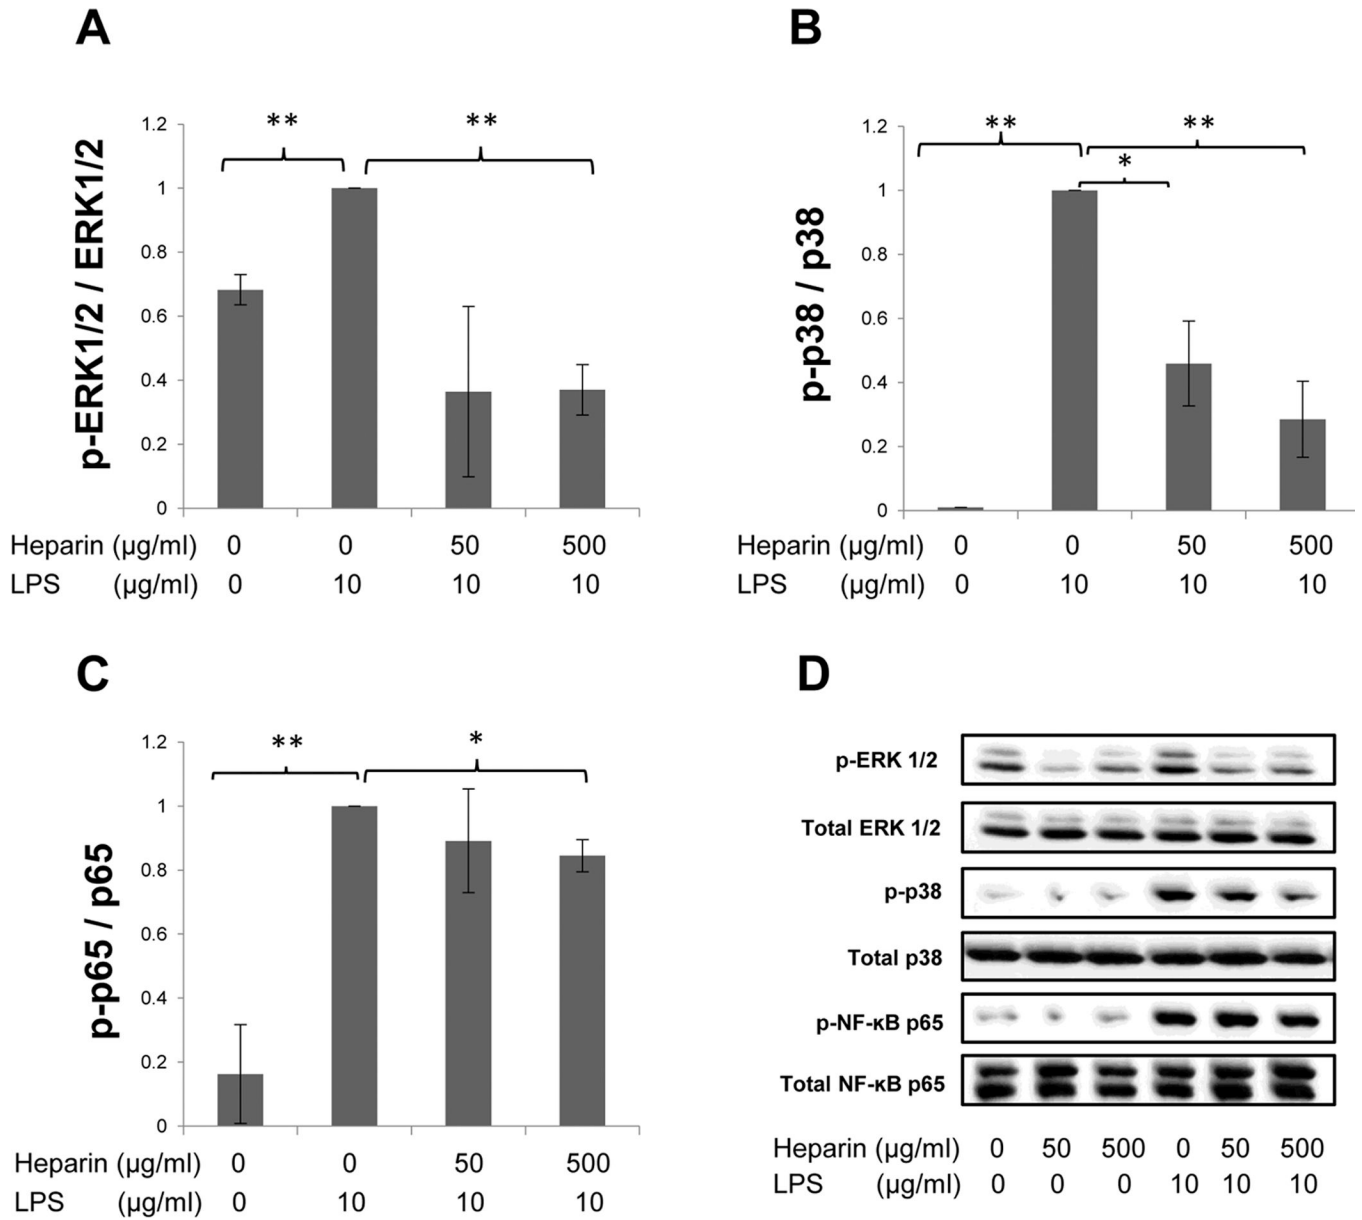 A
** **
1.2
1
0.8
0.6
0.4
0.2
0
p-ERK1/2 / ERK1/2
Heparin (µg/ml) 0 0 50 500
LPS (µg/ml) 0 10 10 10
B
** **
*
1.2
1
0.8
0.6
0.4
0.2
0
p-p38 / p38
Heparin (µg/ml) 0 0 50 500
LPS (µg/ml) 0 10 10 10
C
** *
1.2
1
0.8
0.6
0.4
0.2
0
p-p65 / p65
Heparin (µg/ml) 0 0 50 500
LPS (µg/ml) 0 10 10 10
D
p-ERK 1/2
Total ERK 1/2
p-p38
Total p38
p-NF-κB p65
Total NF-κB p65
Heparin (µg/ml) 0 50 500 0 50 500
LPS (µg/ml) 0 0 0 10 10 10